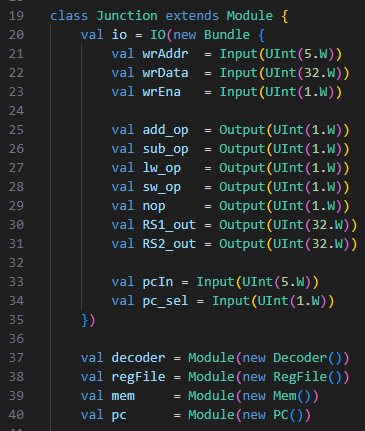 19 class Junction extends Module {
20     val io = IO(new Bundle {
21         val wrAddr  = Input(UInt(5.W))
22         val wrData  = Input(UInt(32.W))
23         val wrEna   = Input(UInt(1.W))
24
25         val add_op  = Output(UInt(1.W))
26         val sub_op  = Output(UInt(1.W))
27         val lw_op   = Output(UInt(1.W))
28         val sw_op   = Output(UInt(1.W))
29         val nop     = Output(UInt(1.W))
30         val RS1_out = Output(UInt(32.W))
31         val RS2_out = Output(UInt(32.W))
32
33         val pcIn = Input(UInt(5.W))
34         val pc_sel = Input(UInt(1.W))
35     })
36
37     val decoder = Module(new Decoder())
38     val regFile = Module(new RegFile())
39     val mem     = Module(new Mem())
40     val pc      = Module(new PC())